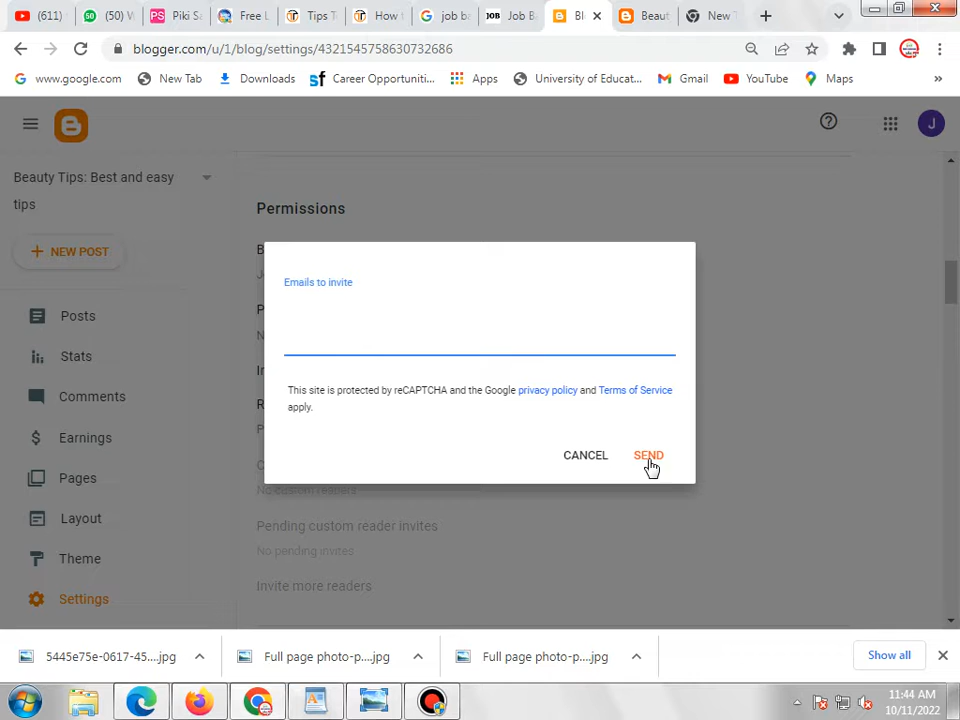 (611)
(50) W
PS Piki Sa
Free L
Tips T
How t
job ba
JOB Job B
Bl
Beaut
New T
blogger.com/u/1/blog/settings/4321545758630732686
www.google.com
New Tab
Downloads
sf Career Opportuniti...
Apps
University of Educat...
Gmail
YouTube
Maps
»
J
Beauty Tips: Best and easy
tips
Permissions
+ NEW POST
Emails to invite
Posts
Stats
This site is protected by reCAPTCHA and the Google privacy policy and Terms of Service
apply.
Comments
Earnings
CANCEL SEND
Pages
No custom readers
Layout
Pending custom reader invites
No pending invites
Theme
Invite more readers
Settings
5445e75e-0617-45....jpg
Full page photo-p....jpg
Full page photo-p....jpg
Show all
11:44 AM
10/11/2022